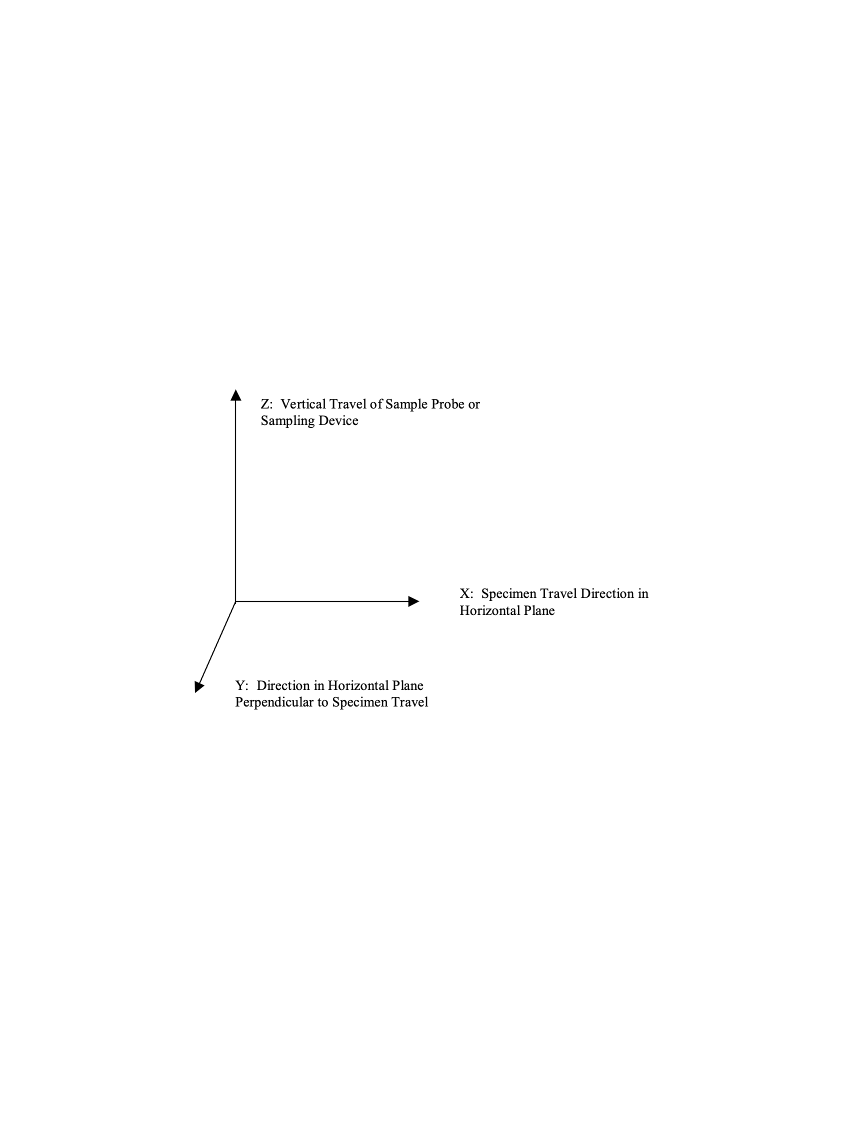 Z:  Vertical Travel of Sample Probe or
Sampling Device
X:  Specimen Travel Direction in
Horizontal Plane
Y:  Direction in Horizontal Plane
Perpendicular to Specimen Travel